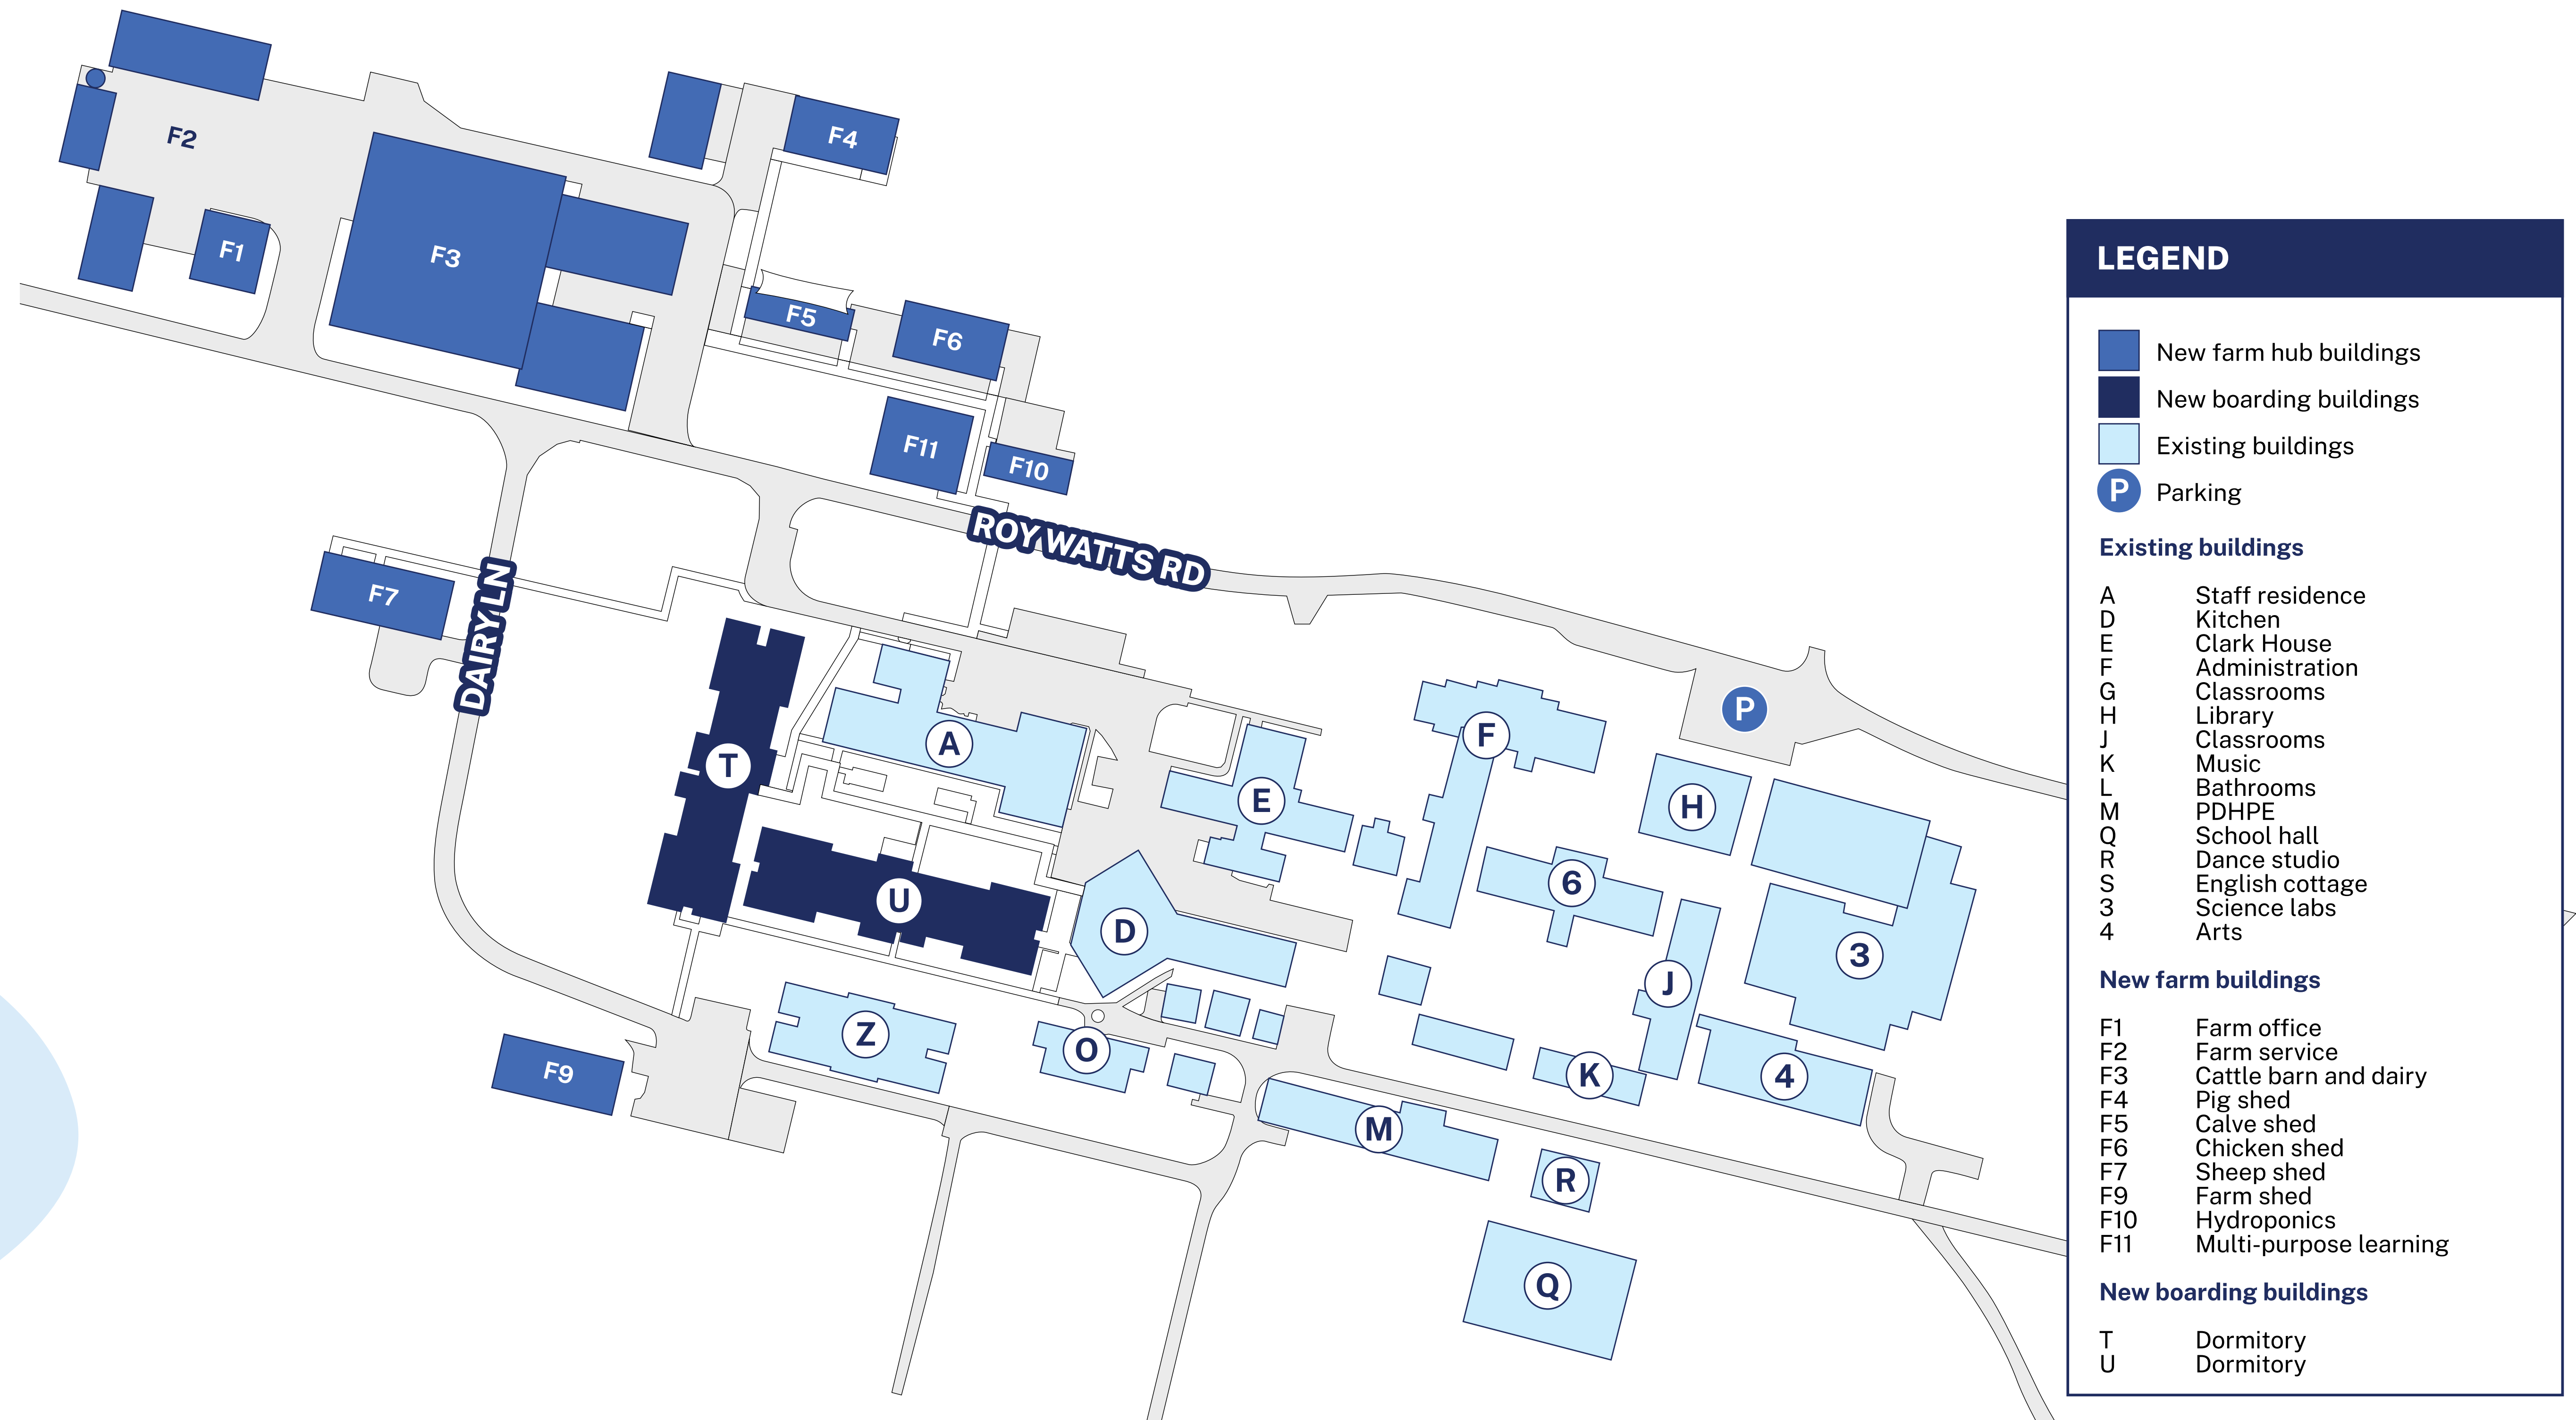 F2
F4
F1
F3
F5
F6
F11
F10
ROY WATTS RD
F7
DAIRY LN
T
A
F
P
E
H
U
D
6
J
3
Z
O
K
4
F9
M
R
Q
LEGEND
New farm hub buildings
New boarding buildings
Existing buildings
P Parking
Existing buildings
A Staff residence
D Kitchen
E Clark House
F Administration
G Classrooms
H Library
J Classrooms
K Music
L Bathrooms
M PDHPE
Q School hall
R Dance studio
S English cottage
3 Science labs
4 Arts
New farm buildings
F1 Farm office
F2 Farm service
F3 Cattle barn and dairy
F4 Pig shed
F5 Calve shed
F6 Chicken shed
F7 Sheep shed
F9 Farm shed
F10 Hydroponics
F11 Multi-purpose learning
New boarding buildings
T Dormitory
U Dormitory